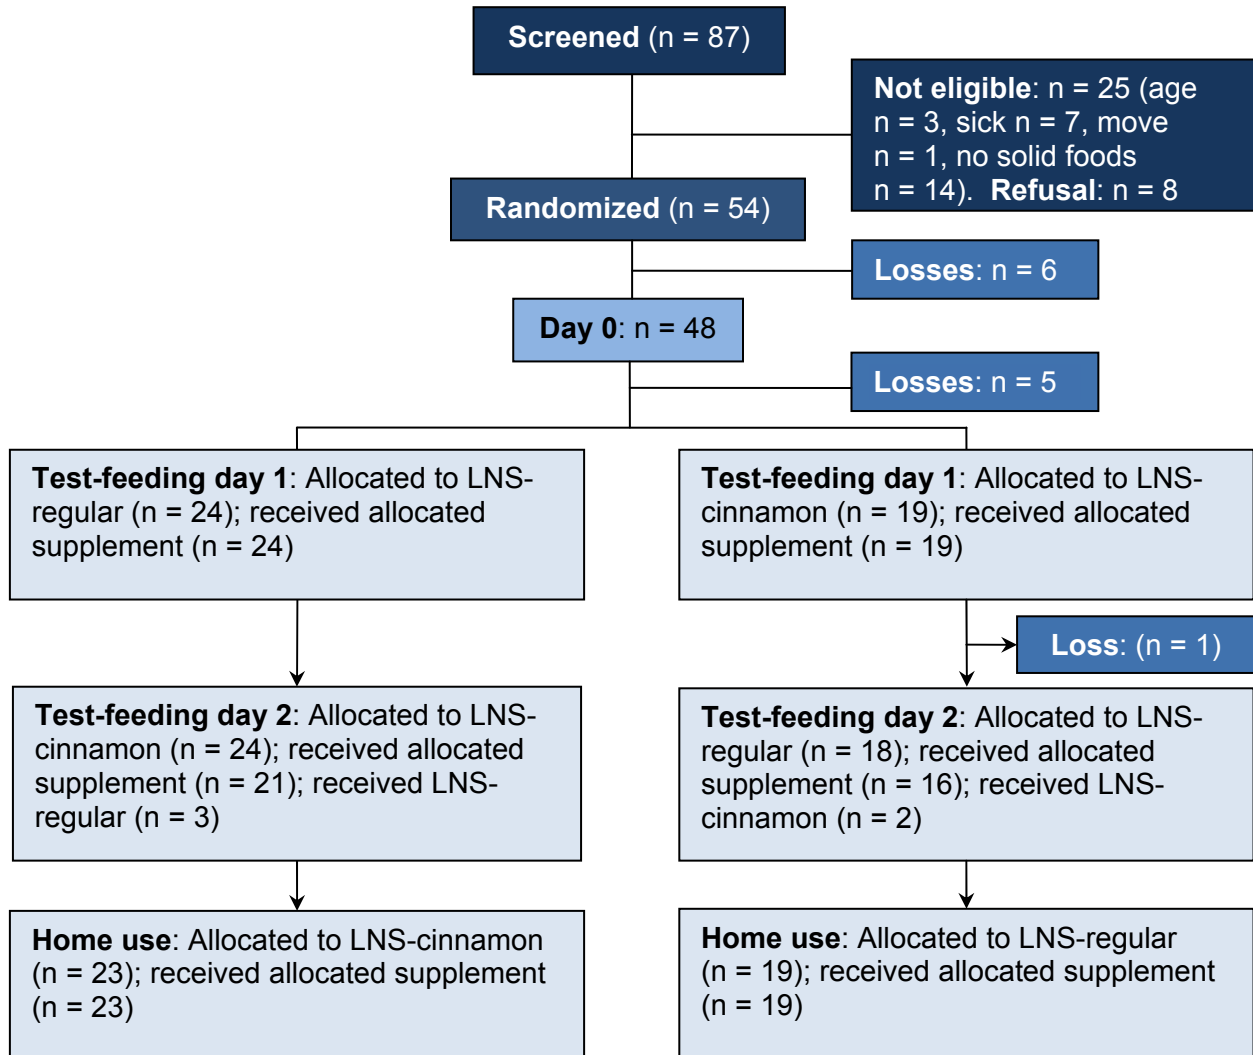 Screened (n = 87)
Not eligible: n = 25 (age
n = 3, sick n = 7, move
n = 1, no solid foods
n = 14).  Refusal: n = 8
Randomized (n = 54)
Losses: n = 6
Day 0: n = 48
Losses: n = 5
Test-feeding day 1: Allocated to LNS-
regular (n = 24); received allocated
supplement (n = 24)
Test-feeding day 1: Allocated to LNS-
cinnamon (n = 19); received allocated
supplement (n = 19)
Loss: (n = 1)
Test-feeding day 2: Allocated to LNS-
cinnamon (n = 24); received allocated
supplement (n = 21); received LNS-
regular (n = 3)
Test-feeding day 2: Allocated to LNS-
regular (n = 18); received allocated
supplement (n = 16); received LNS-
cinnamon (n = 2)
Home use: Allocated to LNS-cinnamon
(n = 23); received allocated supplement
(n = 23)
Home use: Allocated to LNS-regular
(n = 19); received allocated supplement
(n = 19)